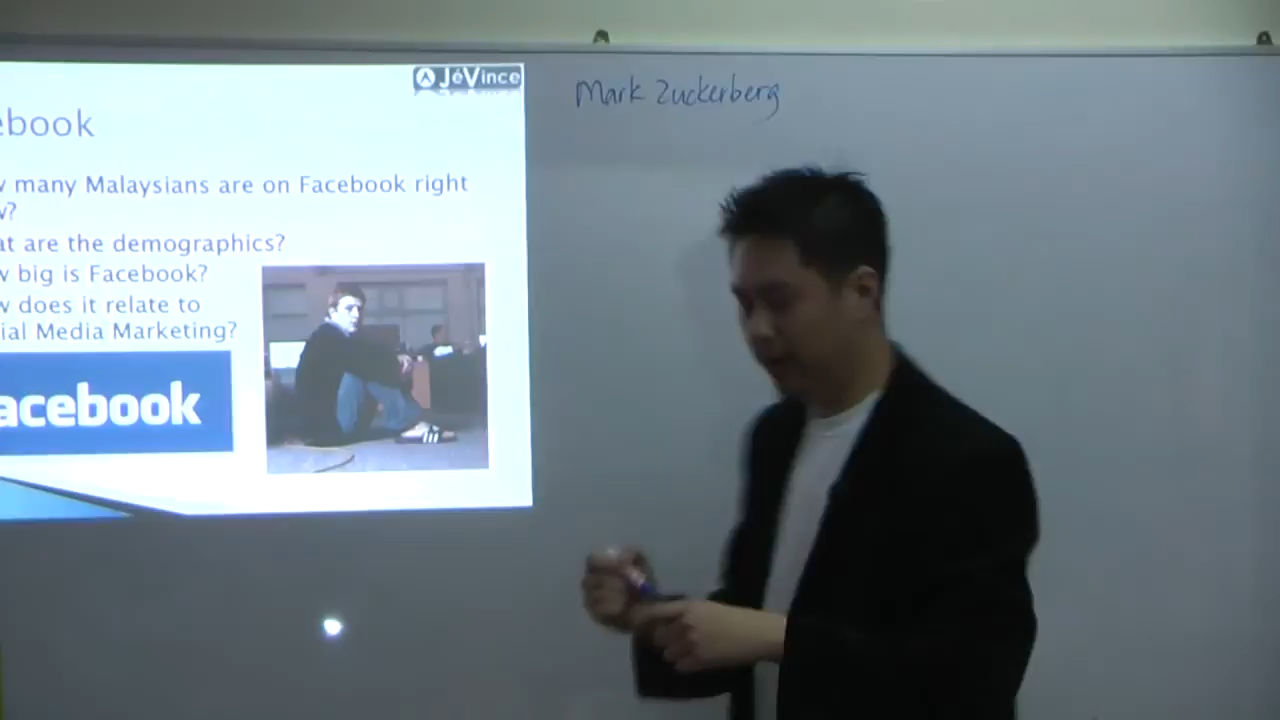 JéVince
Mark Zuckerberg
ebook
many Malaysians are on Facebook right
?
at are the demographics?
big is Facebook?
does it relate to
ial Media Marketing?
acebook